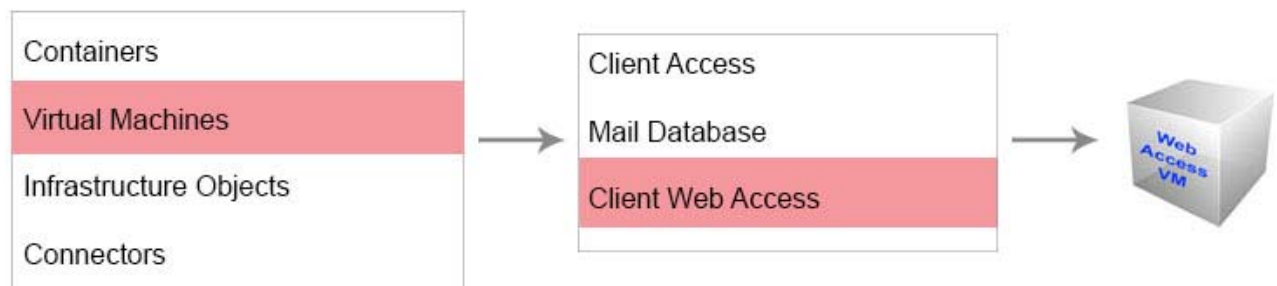 Containers
Virtual Machines
Infrastructure Objects
Connectors
Client Access
Mail Database
Client Web Access
Web
Access
VM